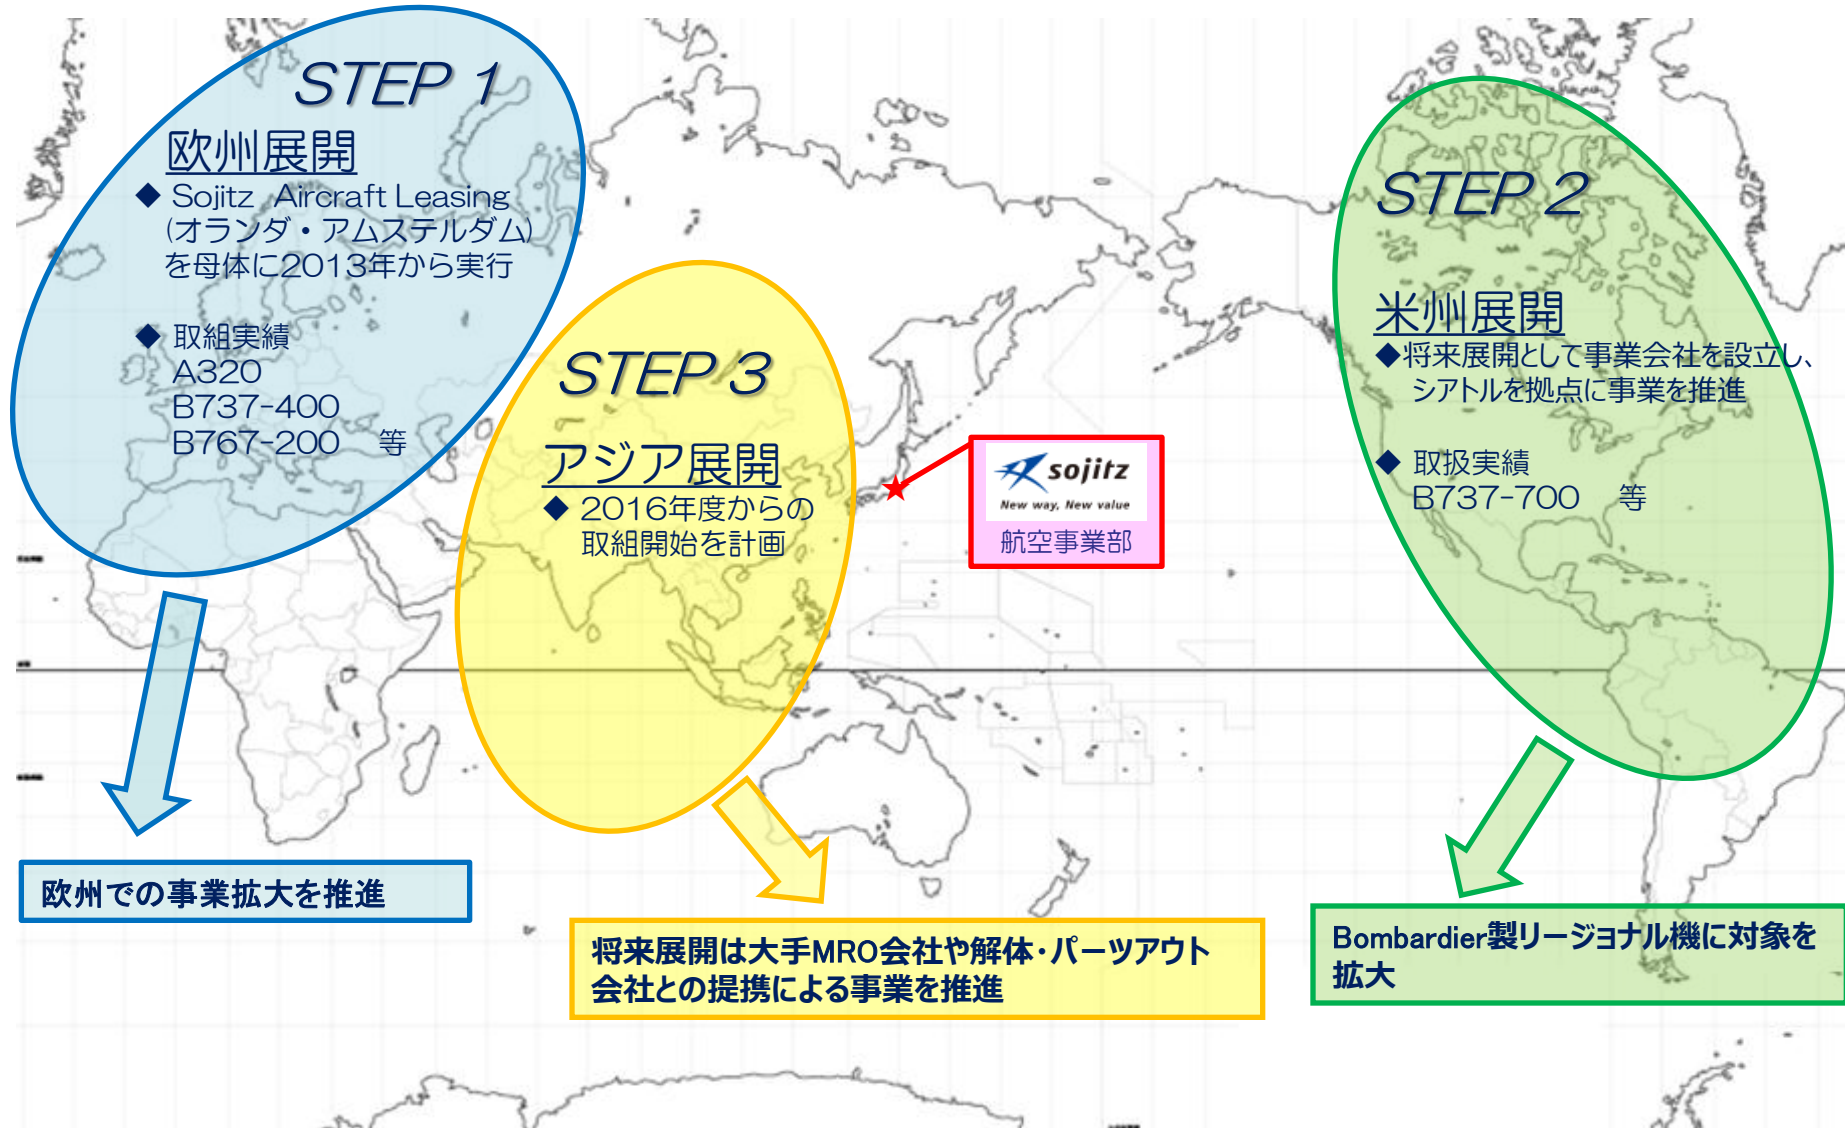 STEP 1
欧州展開
◆ Sojitz Aircraft Leasing
(オランダ・アムステルダム)
を母体に2013年から実行
◆ 取組実績
A320
B737-400
B767-200 等
欧州での事業拡大を推進
STEP 3
アジア展開
◆ 2016年度からの
取組開始を計画
将来展開は大手MRO会社や解体・パーツアウト
会社との提携による事業を推進
sojitz
New way, New value
航空事業部
STEP 2
米州展開
◆将来展開として事業会社を設立し、
シアトルを拠点に事業を推進
◆ 取扱実績
B737-700 等
Bombardier製リージョナル機に対象を
拡大